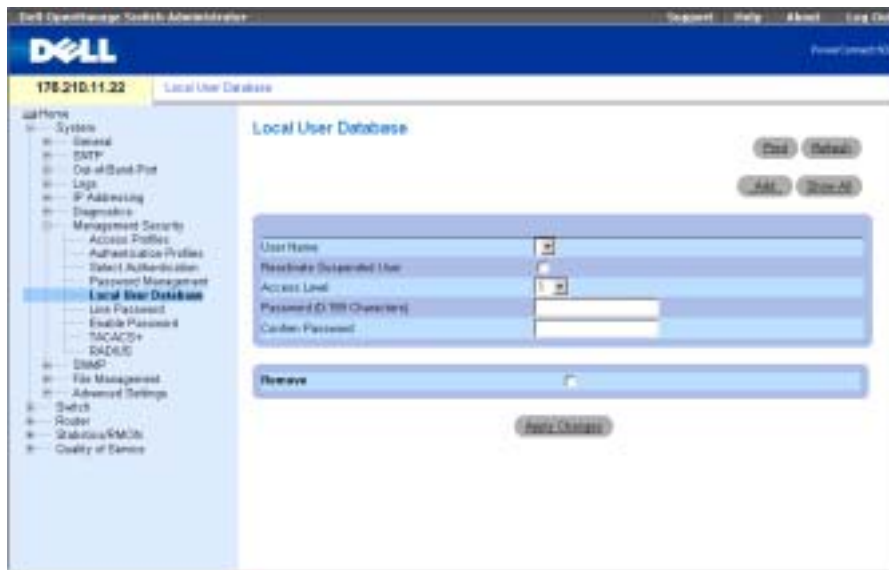 Dell OpenManage Switch Administrator
Support Help About Log Out
DELL
PowerConnect
176.210.11.22
Local User Database
Home
System
General
SNTP
Out-of-Band Port
Logs
IP Addressing
Diagnostics
Management Security
Access Profiles
Authentication Profiles
Select Authentication
Password Management
Local User Database
Line Password
Enable Password
TACACS+
RADIUS
SNMP
File Management
Advanced Settings
Switch
Router
Statistics/RMON
Quality of Service
Local User Database
Print Refresh
Add Show All
User Name
Reactivate Suspended User
Access Level
1
Password (0-159 Characters)
Confirm Password
Remove
Apply Changes